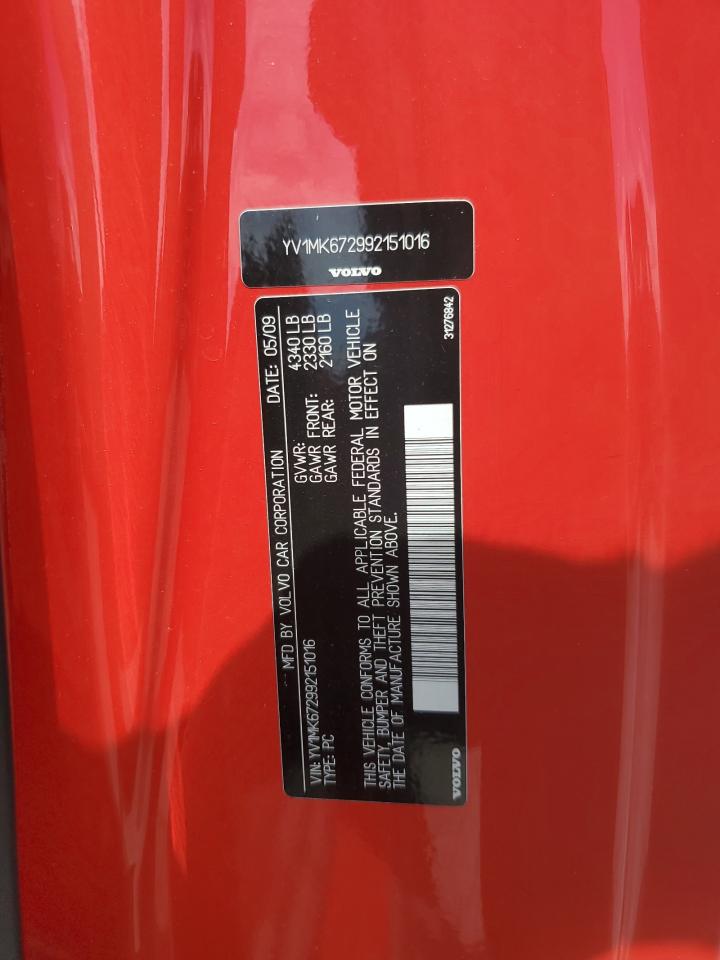 YV1MK672992151016
VOLVO
MFD BY VOLVO CAR CORPORATION DATE: 05/09
GVWR: 4340 LB
GAWR FRONT: 2330 LB
VIN: YV1MK672992151016 GAWR REAR: 2160 LB
TYPE: PC
THIS VEHICLE CONFORMS TO ALL APPLICABLE FEDERAL MOTOR VEHICLE
SAFETY, BUMPER AND THEFT PREVENTION STANDARDS IN EFFECT ON
THE DATE OF MANUFACTURE SHOWN ABOVE.
VOLVO 31276842